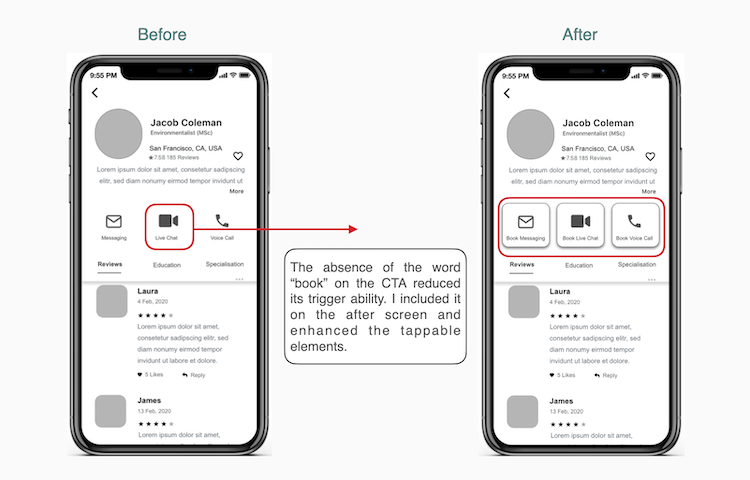 Before
After
9:55 PM
Jacob Coleman
Environmentalist (MSc)
San Francisco, CA, USA
★7.58 185 Reviews
Lorem ipsum dolor sit amet, consetetur sadipscing
elitr, sed diam nonumy eirmod tempor invidunt ut
More
Messaging
Live Chat
Voice Call
Reviews
Education
Specialisation
Laura
4 Feb, 2020
Lorem ipsum dolor sit amet,
consetetur sadipscing elitr, sed
diam nonumy eirmod tempor
invidunt ut labore et dolore.
5 Likes
Reply
James
13 Feb, 2020
Lorem ipsum dolor sit amet,
The absence of the word
“book” on the CTA reduced
its trigger ability. I included it
on the after screen and
enhanced the tappable
elements.
9:55 PM
Jacob Coleman
Environmentalist (MSc)
San Francisco, CA, USA
★7.58 185 Reviews
Lorem ipsum dolor sit amet, consetetur sadipscing
elitr, sed diam nonumy eirmod tempor invidunt ut
More
Book Messaging
Book Live Chat
Book Voice Call
Reviews
Education
Specialisation
Laura
4 Feb, 2020
Lorem ipsum dolor sit amet,
consetetur sadipscing elitr, sed
diam nonumy eirmod tempor
invidunt ut labore et dolore.
5 Likes
Reply
James
13 Feb, 2020
Lorem ipsum dolor sit amet,